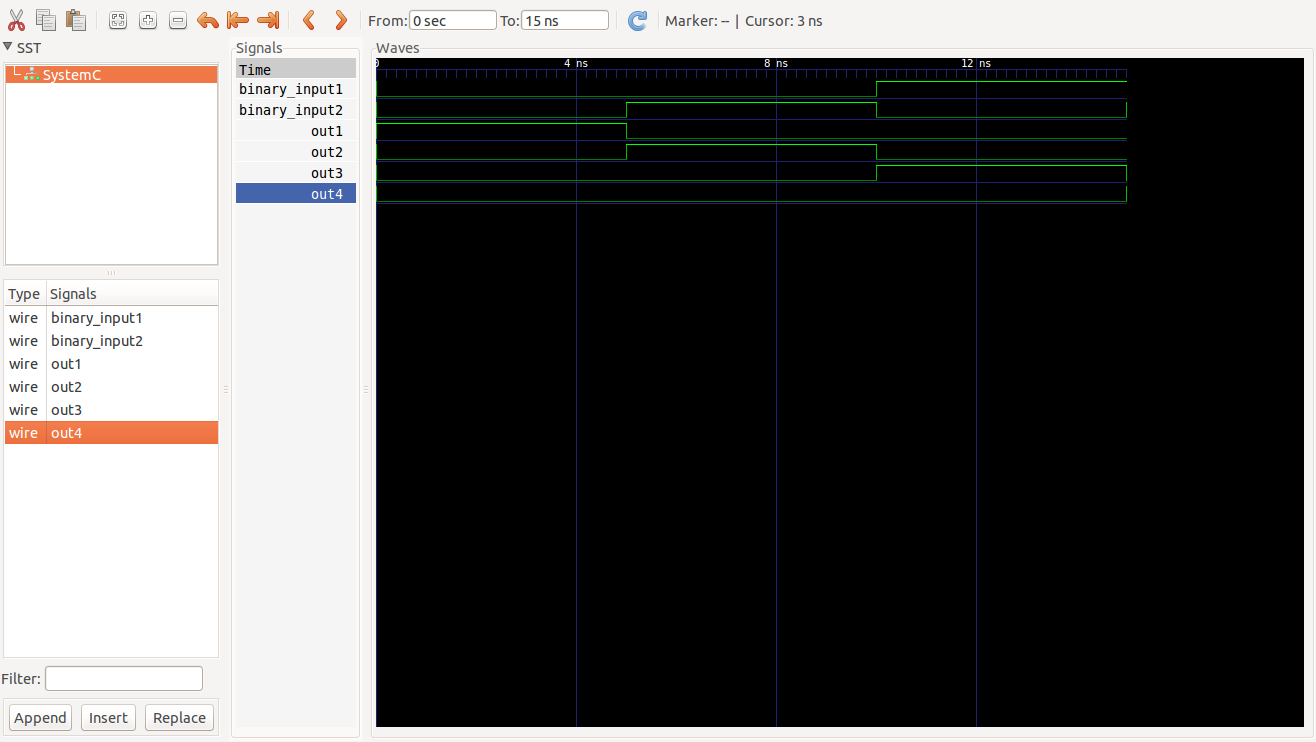 From: 0 sec To: 15 ns Marker: -- | Cursor: 3 ns
SST
SystemC
Type Signals
wire binary_input1
wire binary_input2
wire out1
wire out2
wire out3
wire out4
Filter:
Append Insert Replace
Signals
Time
binary_input1
binary_input2
out1
out2
out3
out4
Waves
0 4 ns 8 ns 12 ns